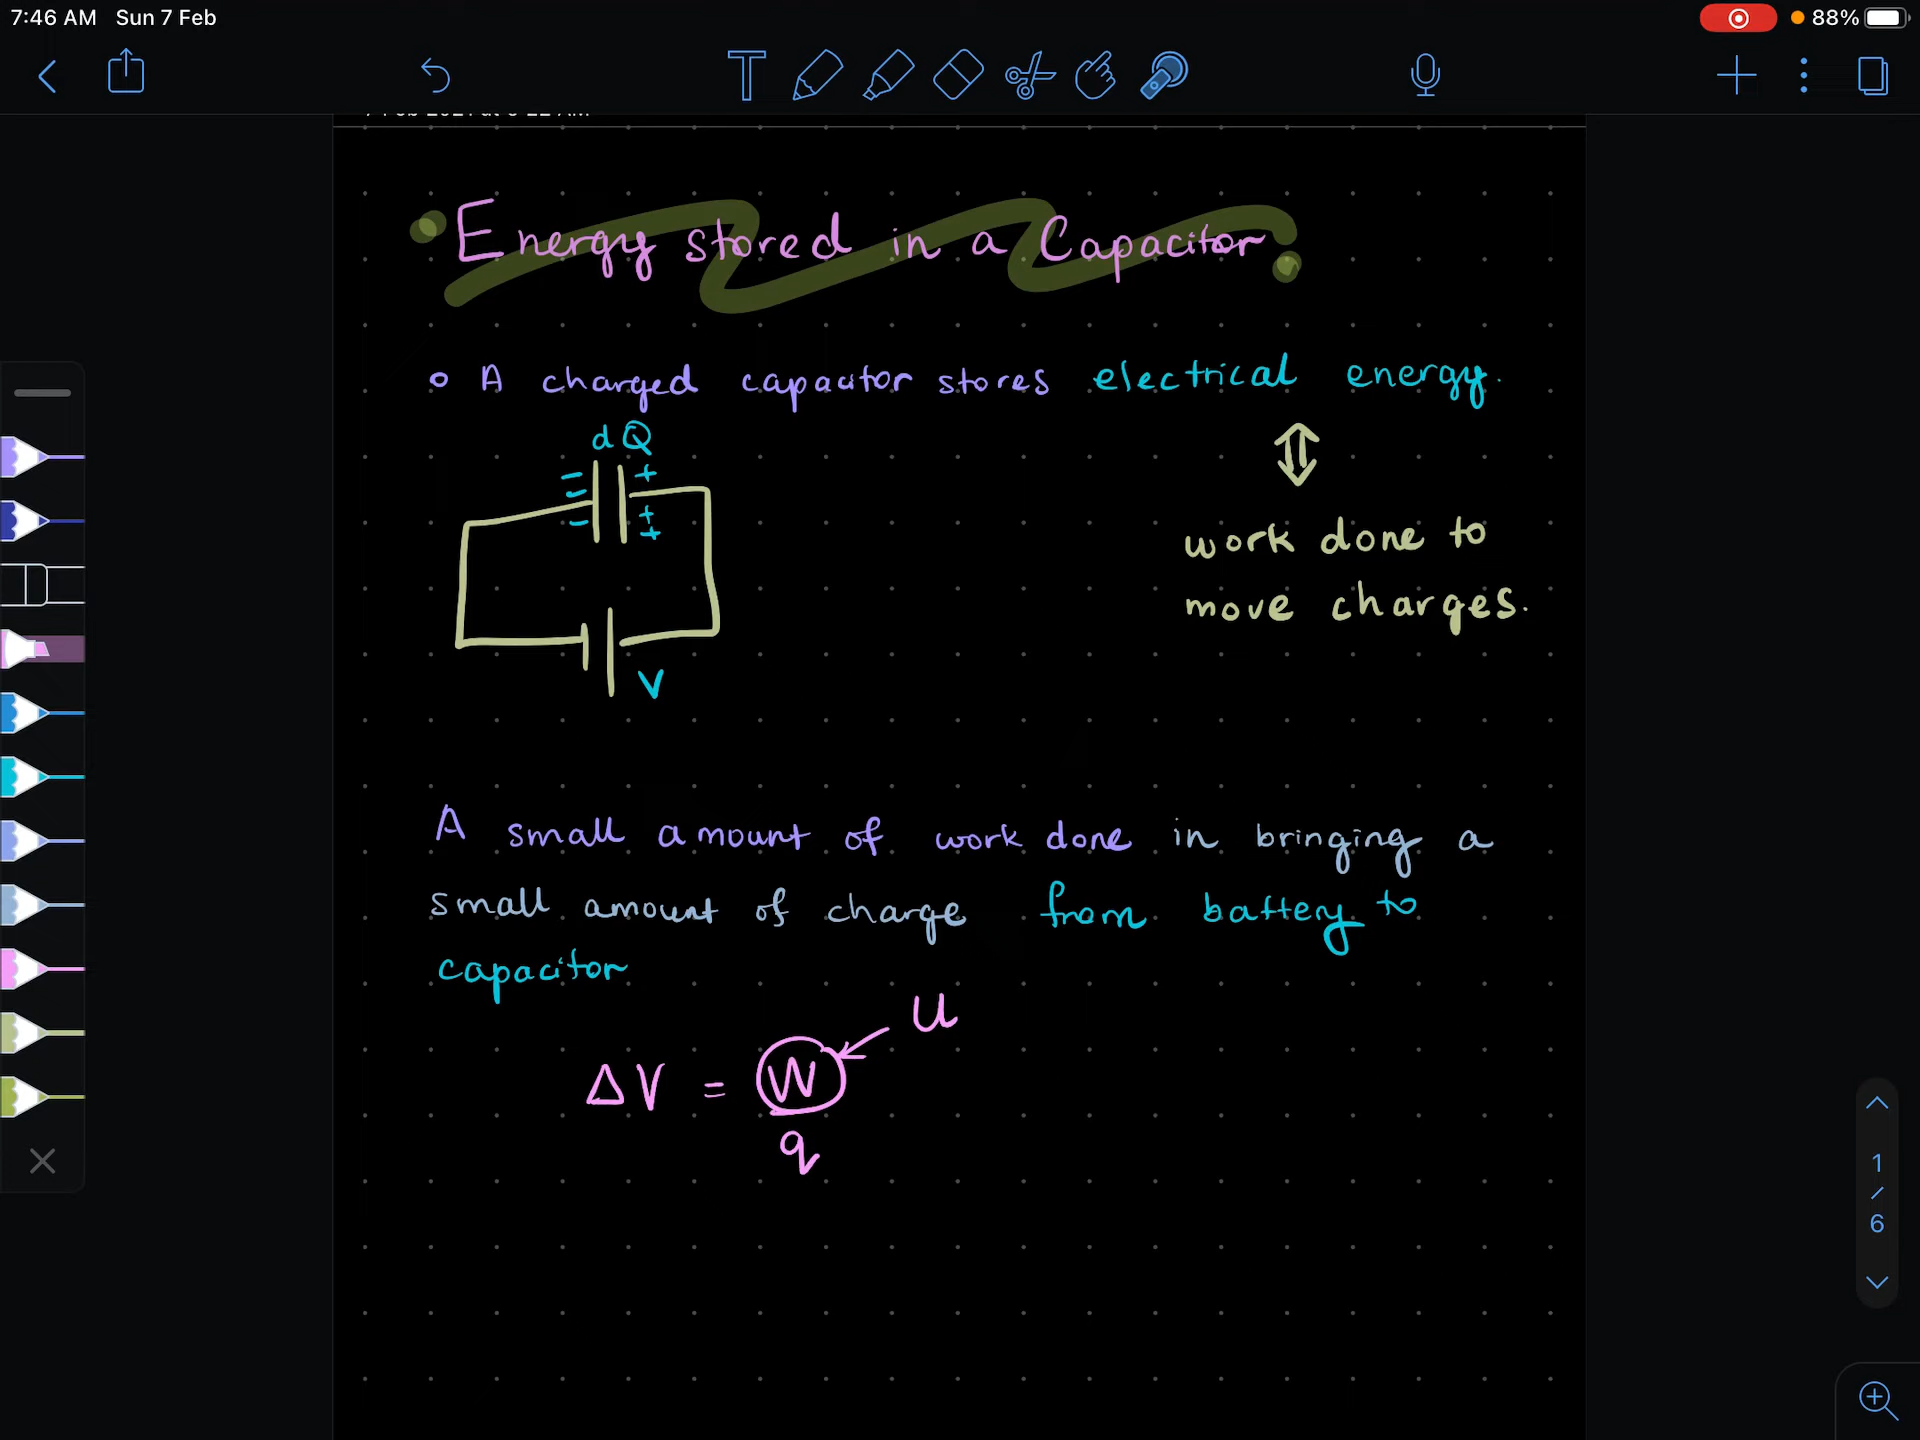 7:46 AM Sun 7 Feb
88%
Energy stored in a Capacitor.
A charged capacitor stores electrical energy.
dQ
work done to
move charges.
V
A small amount of work done in bringing a
small amount of charge from battery to
capacitor
U
ΔV = W
q
1
/
6